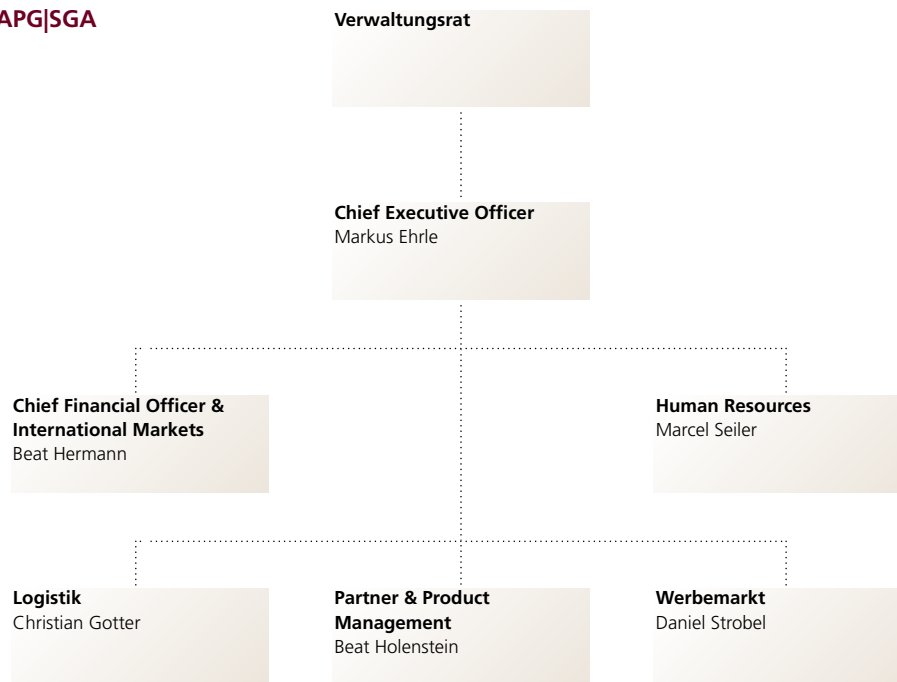 APG|SGA
Verwaltungsrat
Chief Executive Officer
Markus Ehrle
Chief Financial Officer &
International Markets
Beat Hermann
Human Resources
Marcel Seiler
Logistik
Christian Gotter
Partner & Product
Management
Beat Holenstein
Werbemarkt
Daniel Strobel